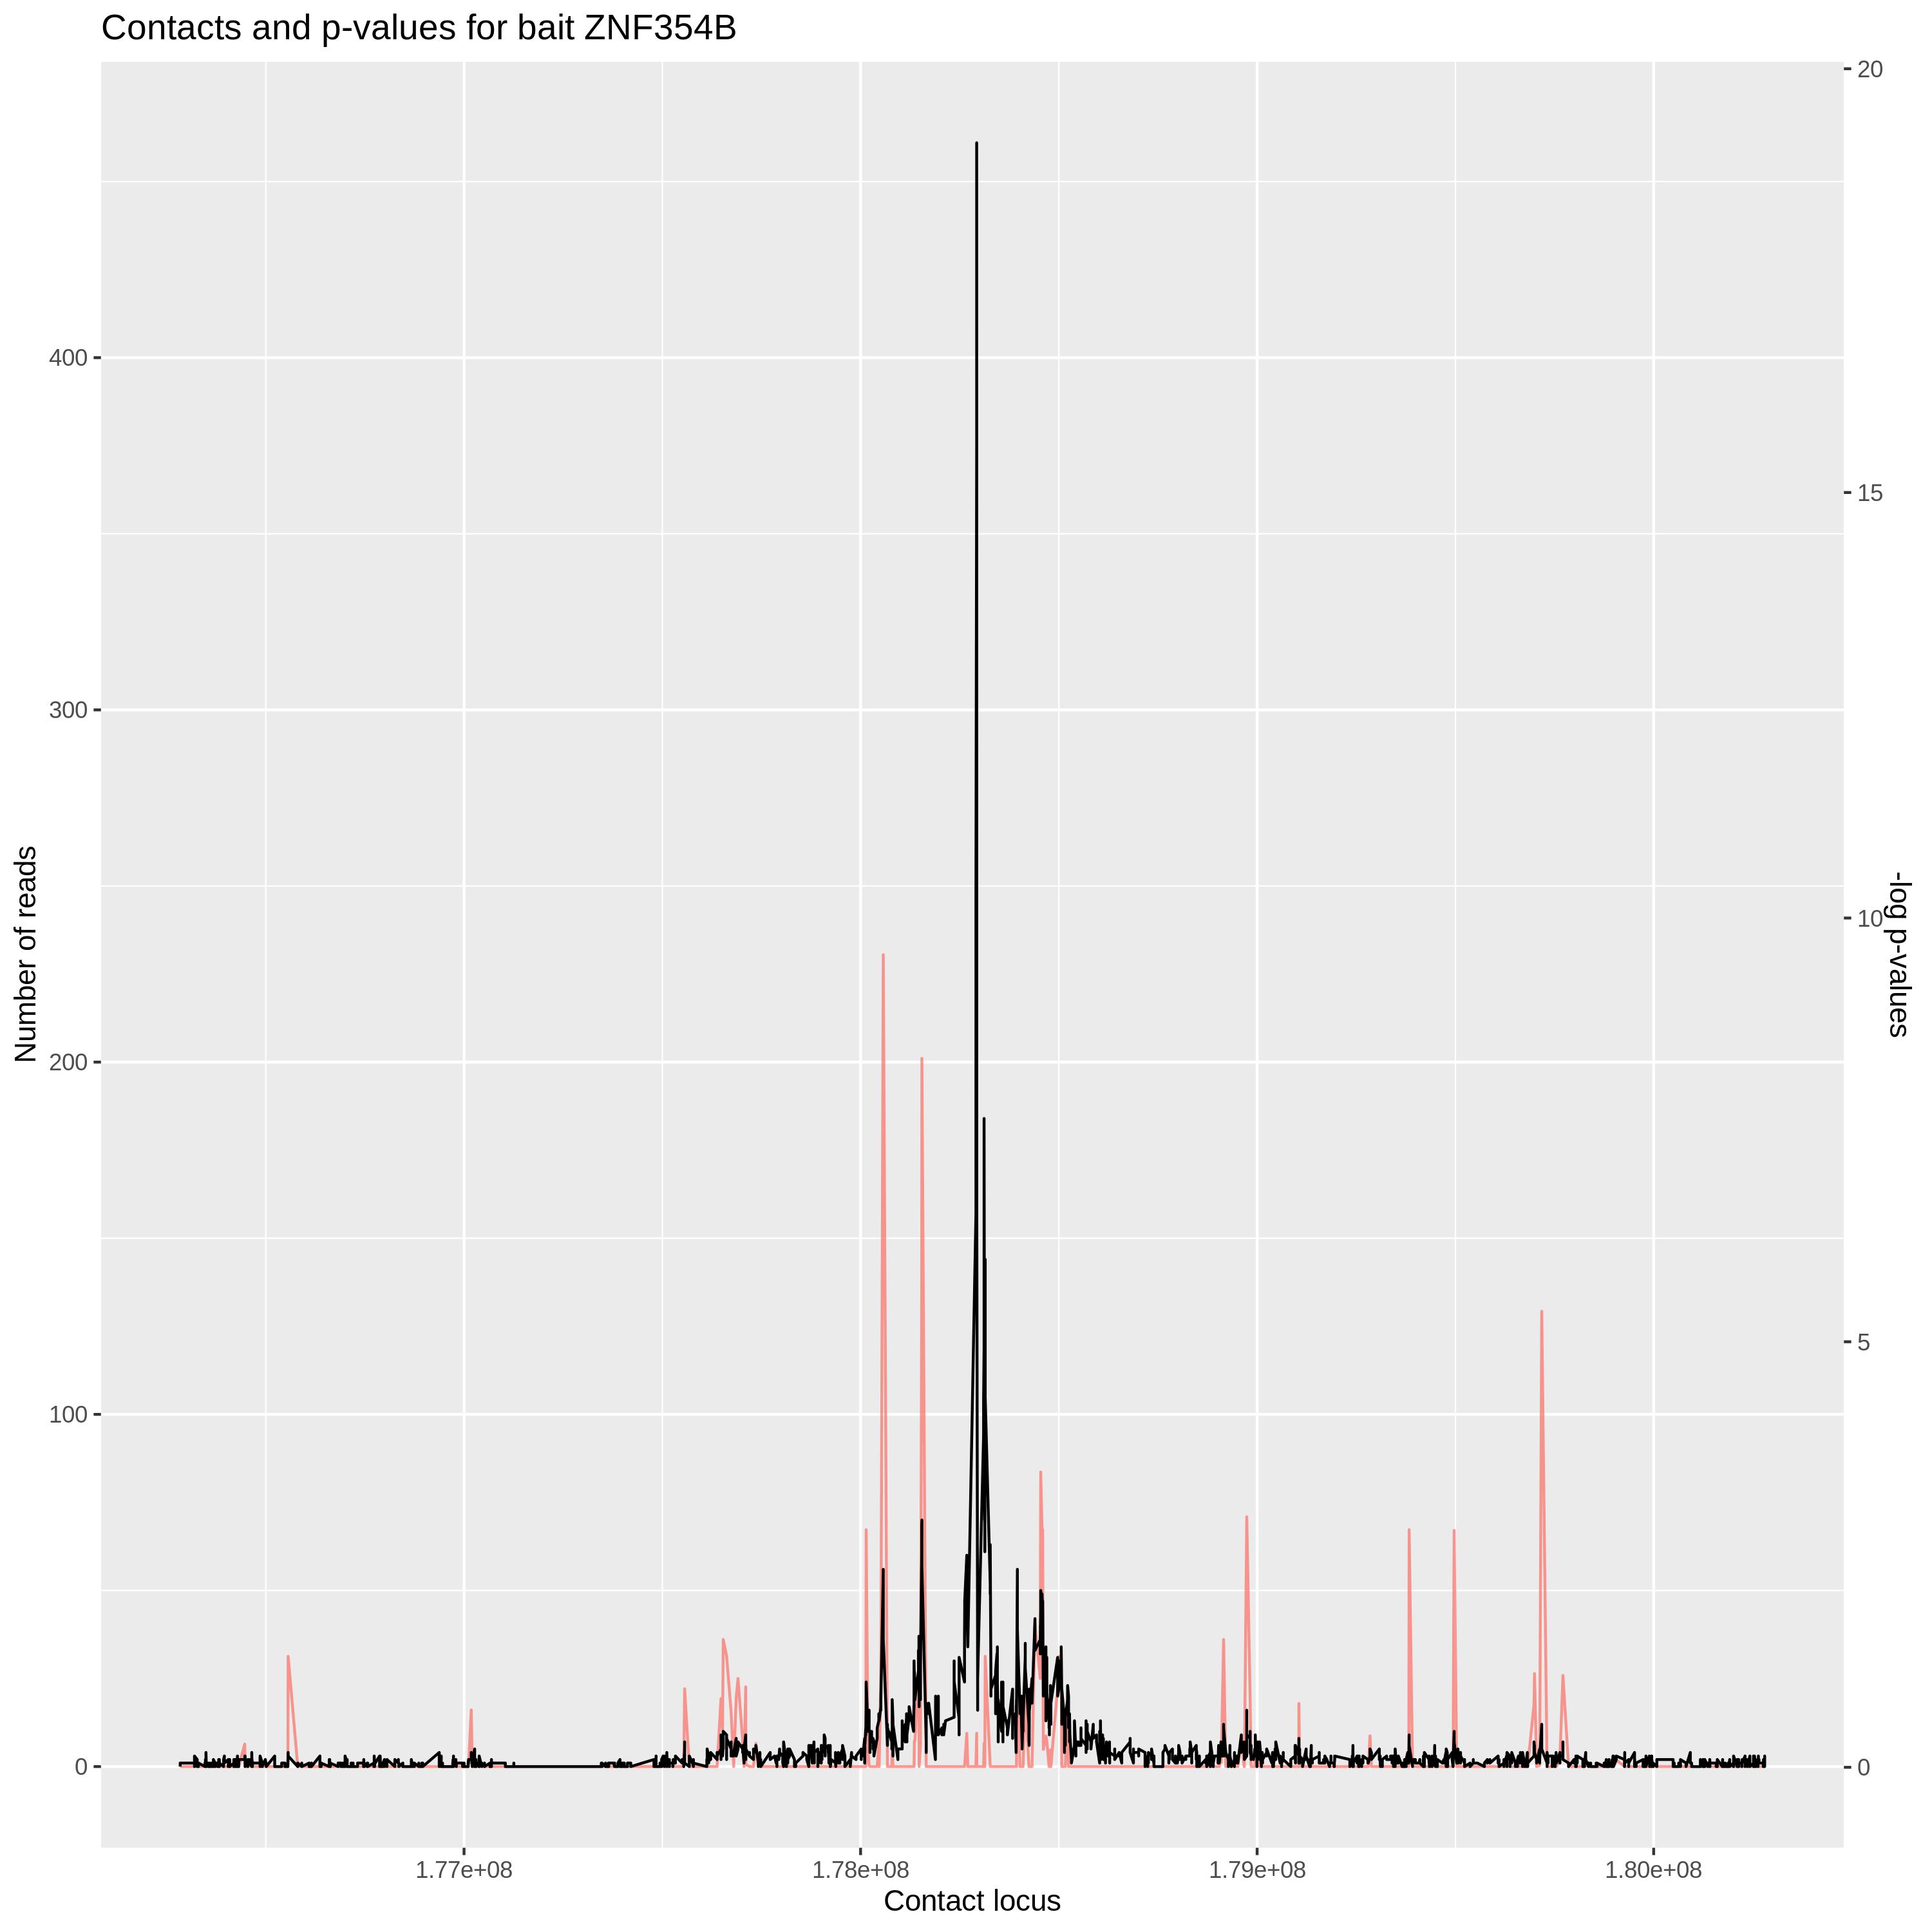 Contacts and p-values for bait ZNF354B
Number of reads
400
300
200
100
0
20
15
10
5
0
-log p-values
1.77e+08 1.78e+08 1.79e+08 1.80e+08
Contact locus